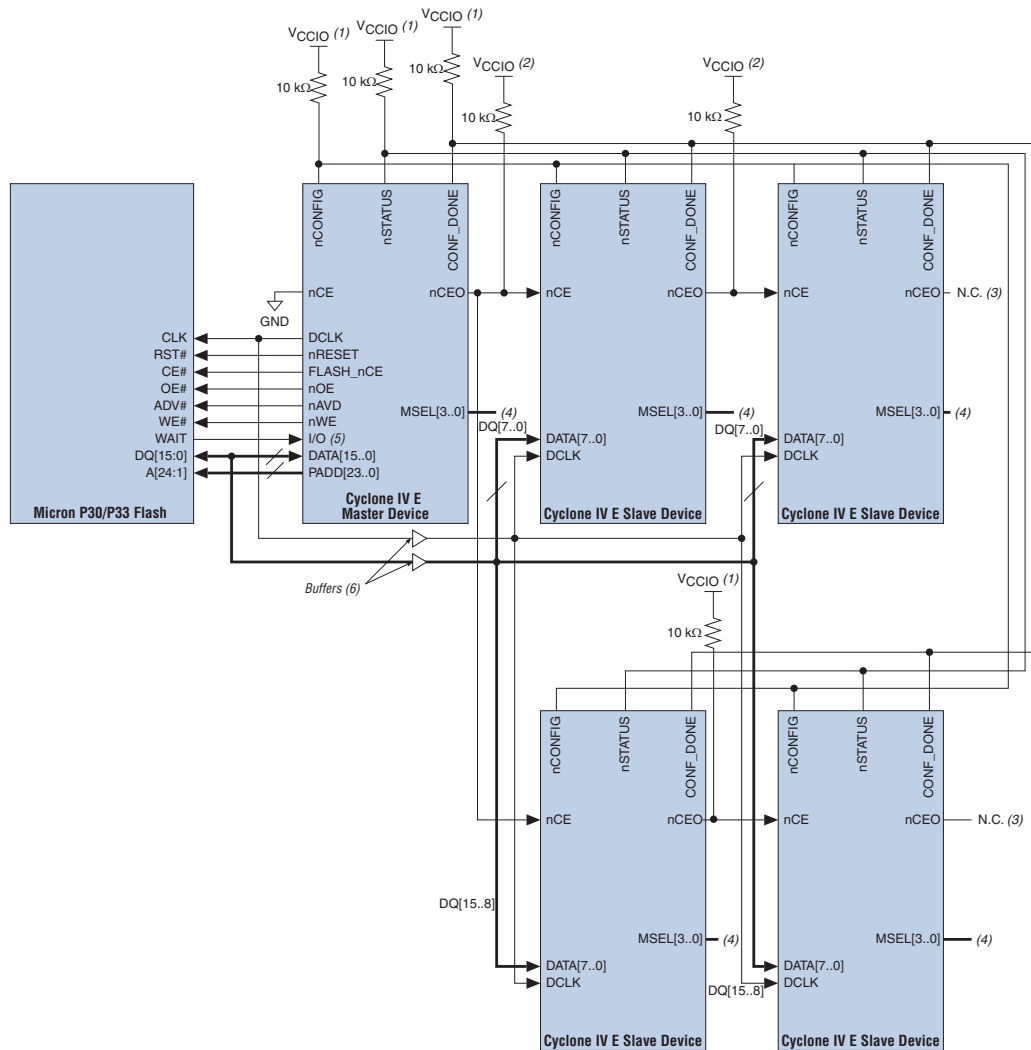 VCCIO (1)
VCCIO (1)
VCCIO (1)
VCCIO (2)
VCCIO (2)
10 kΩ
10 kΩ
10 kΩ
10 kΩ
10 kΩ
nCONFIG
nSTATUS
CONF_DONE
nCONFIG
nSTATUS
CONF_DONE
nCONFIG
nSTATUS
CONF_DONE
nCE
nCEO
nCE
nCEO
nCE
nCEO
N.C. (3)
GND
CLK
RST#
CE#
OE#
ADV#
WE#
WAIT
DQ[15:0]
A[24:1]
Micron P30/P33 Flash
DCLK
nRESET
FLASH_nCE
nOE
nAVD
nWE
I/O (5)
DATA[15..0]
PADD[23..0]
MSEL[3..0]
(4)
Cyclone IV E
Master Device
DQ[7..0]
DATA[7..0]
DCLK
MSEL[3..0]
(4)
Cyclone IV E Slave Device
DQ[7..0]
DATA[7..0]
DCLK
MSEL[3..0]
(4)
Cyclone IV E Slave Device
Buffers (6)
VCCIO (1)
10 kΩ
nCONFIG
nSTATUS
CONF_DONE
nCONFIG
nSTATUS
CONF_DONE
nCE
nCEO
nCE
nCEO
N.C. (3)
DQ[15..8]
MSEL[3..0]
(4)
DATA[7..0]
DCLK
Cyclone IV E Slave Device
DQ[15..8]
MSEL[3..0]
(4)
DATA[7..0]
DCLK
Cyclone IV E Slave Device